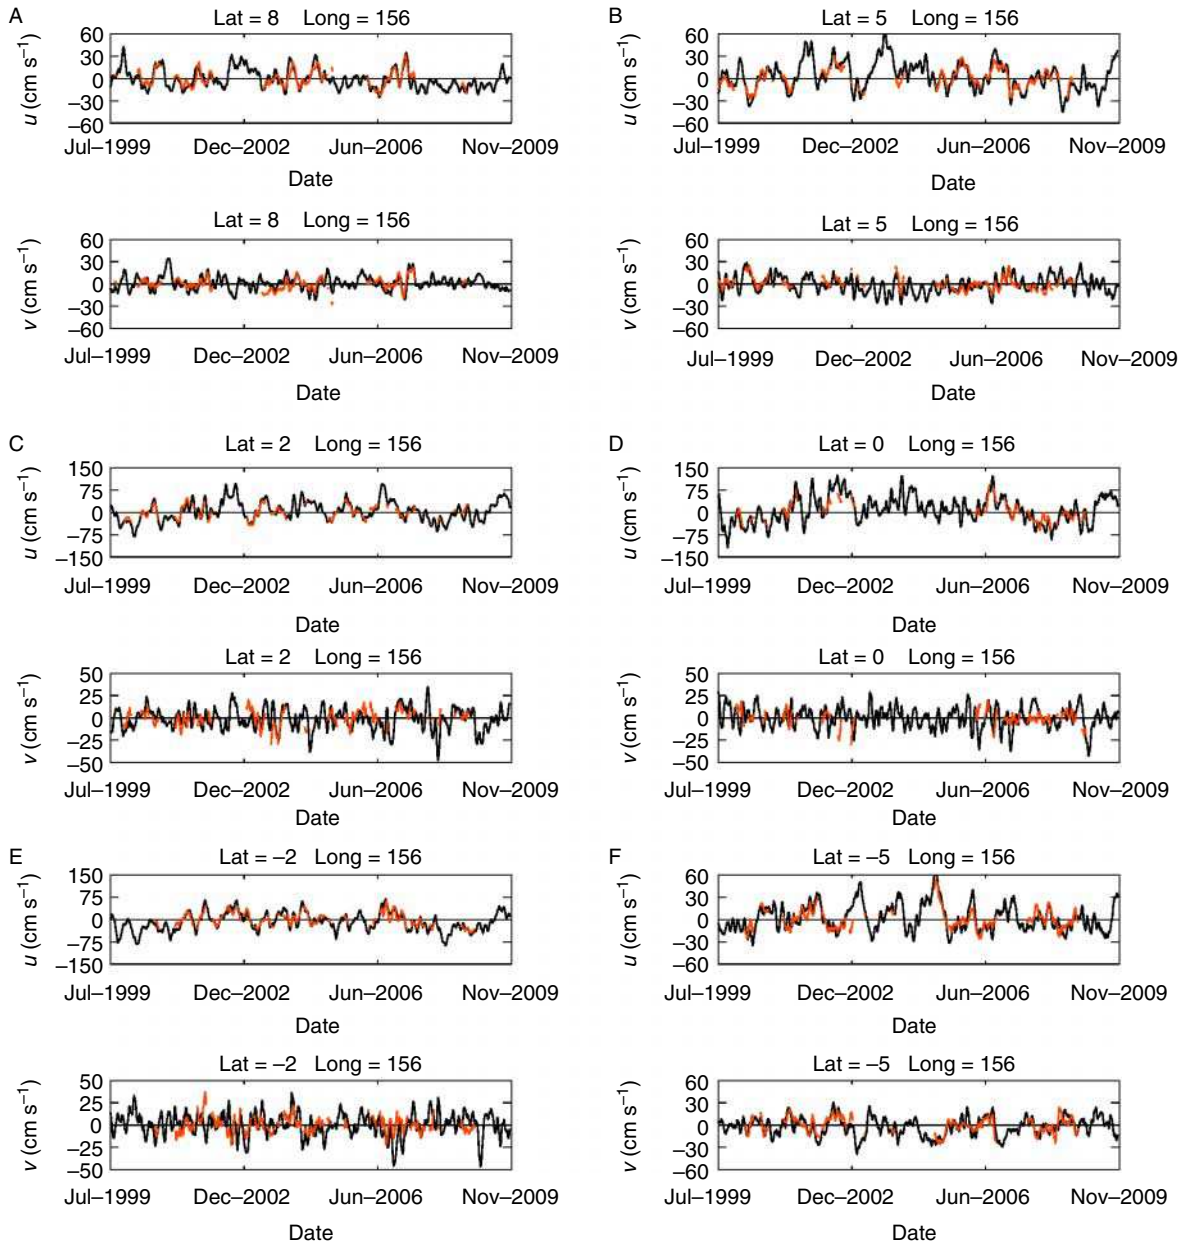 A
Lat = 8 Long = 156
u (cm s⁻¹)
60
30
0
–30
–60
Jul–1999 Dec–2002 Jun–2006 Nov–2009
Date
Lat = 8 Long = 156
v (cm s⁻¹)
60
30
0
–30
–60
Jul–1999 Dec–2002 Jun–2006 Nov–2009
Date
B
Lat = 5 Long = 156
u (cm s⁻¹)
60
30
0
–30
–60
Jul–1999 Dec–2002 Jun–2006 Nov–2009
Date
Lat = 5 Long = 156
v (cm s⁻¹)
60
30
0
–30
–60
Jul–1999 Dec–2002 Jun–2006 Nov–2009
Date
C
Lat = 2 Long = 156
u (cm s⁻¹)
150
75
0
–75
–150
Jul–1999 Dec–2002 Jun–2006 Nov–2009
Date
Lat = 2 Long = 156
v (cm s⁻¹)
50
25
0
–25
–50
Jul–1999 Dec–2002 Jun–2006 Nov–2009
Date
D
Lat = 0 Long = 156
u (cm s⁻¹)
150
75
0
–75
–150
Jul–1999 Dec–2002 Jun–2006 Nov–2009
Date
Lat = 0 Long = 156
v (cm s⁻¹)
50
25
0
–25
–50
Jul–1999 Dec–2002 Jun–2006 Nov–2009
Date
E
Lat = –2 Long = 156
u (cm s⁻¹)
150
75
0
–75
–150
Jul–1999 Dec–2002 Jun–2006 Nov–2009
Date
Lat = –2 Long = 156
v (cm s⁻¹)
50
25
0
–25
–50
Jul–1999 Dec–2002 Jun–2006 Nov–2009
Date
F
Lat = –5 Long = 156
u (cm s⁻¹)
60
30
0
–30
–60
Jul–1999 Dec–2002 Jun–2006 Nov–2009
Date
Lat = –5 Long = 156
v (cm s⁻¹)
60
30
0
–30
–60
Jul–1999 Dec–2002 Jun–2006 Nov–2009
Date